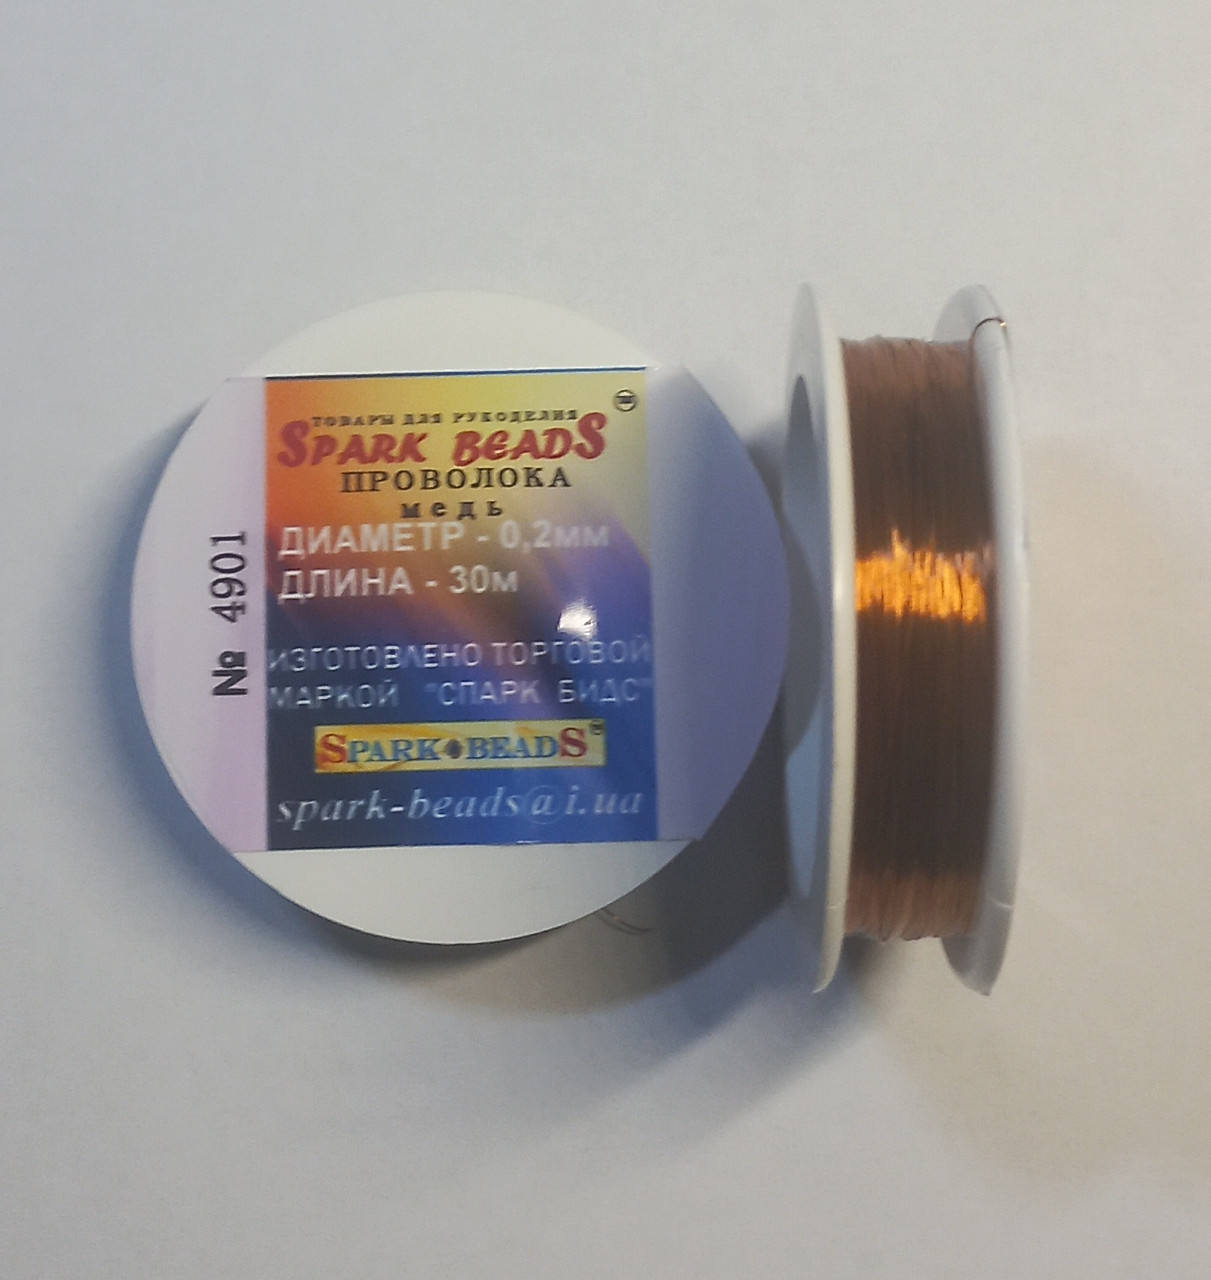 ТОВАРЫ ДЛЯ РУКОДЕЛИЯ
SPARK BEADS
ПРОВОЛОКА
медь
ДИАМЕТР - 0,2мм
ДЛИНА - 30м
ИЗГОТОВЛЕНО ТОРГОВОЙ
МАРКОЙ "СПАРК БИДС"
SPARK BEADS
spark-beads@i.ua
№ 4901